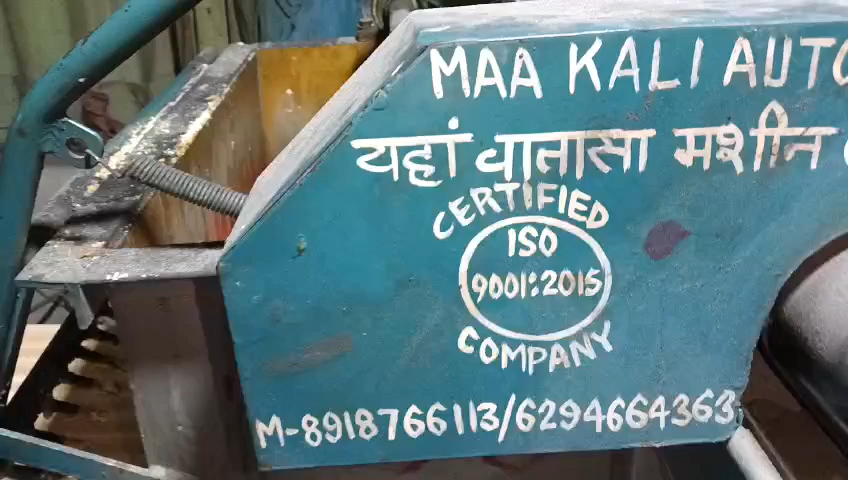 MAA KALI AUTO
यहां वातासा मशीन
CERTIFIED
ISO
9001:2015
COMPANY
M-8918766113/6294664363